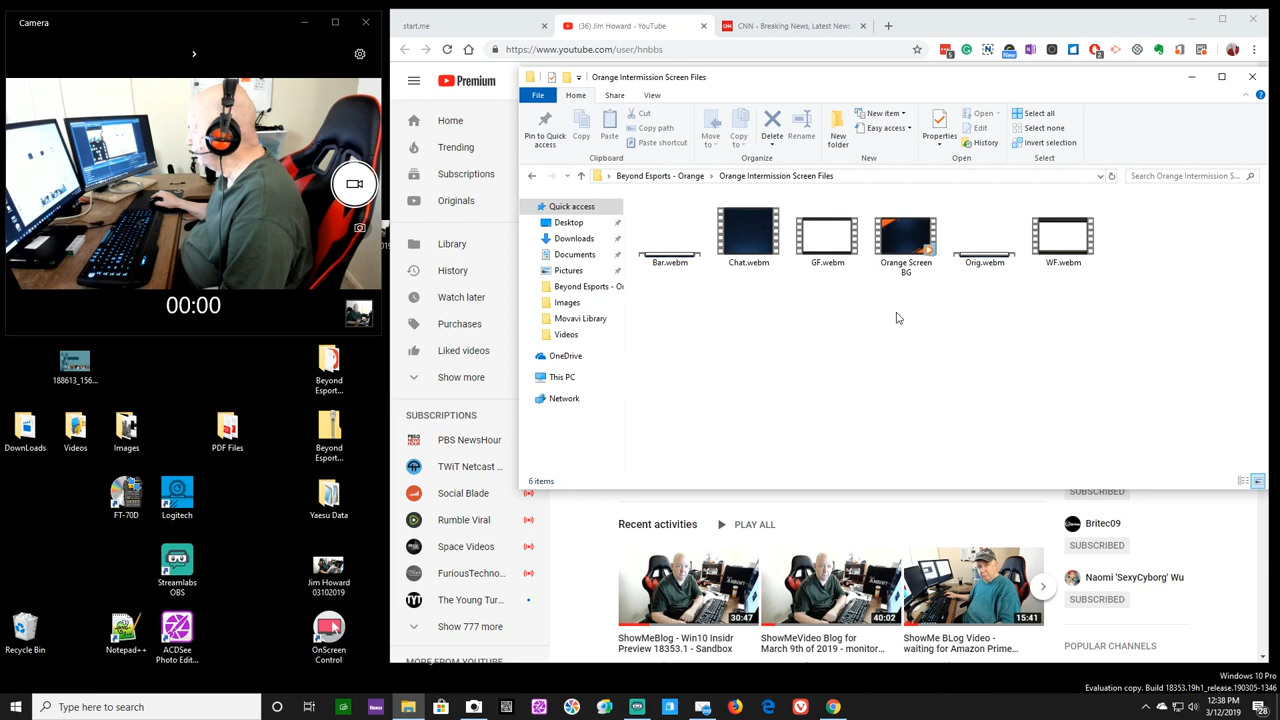 Camera
00:00
188613_156...
Beyond
Esport...
DownLoads
Videos
Images
PDF Files
Beyond
Esport...
FT-70D
Logitech
Yaesu Data
Streamlabs
OBS
Jim Howard
03102019
Recycle Bin
Notepad++
ACDSee
Photo Edit...
OnScreen
Control
start.me
(36) Jim Howard - YouTube
CNN - Breaking News, Latest News
https://www.youtube.com/user/hnbbs
Premium
Home
Trending
Subscriptions
Originals
Library
History
Watch later
Purchases
Liked videos
Show more
SUBSCRIPTIONS
PBS NewsHour
TWiT Netcast ...
Social Blade
Rumble Viral
Space Videos
FuriousTechno...
The Young Tur...
Show 777 more
MORE FROM YOUTUBE
Orange Intermission Screen Files
File
Home
Share
View
Pin to Quick
access
Copy
Paste
Cut
Copy path
Paste shortcut
Clipboard
Move
to
Copy
to
Delete
Rename
Organize
New
folder
New item
Easy access
New
Properties
Open
Edit
History
Open
Select all
Select none
Invert selection
Select
Beyond Esports - Orange
Orange Intermission Screen Files
Search Orange Intermission S...
Quick access
Desktop
Downloads
Documents
Pictures
Beyond Esports - Or
Images
Movavi Library
Videos
OneDrive
This PC
Network
Bar.webm
Chat.webm
GF.webm
Orange Screen
BG
Orig.webm
WF.webm
6 items
Recent activities
PLAY ALL
30:47
40:02
15:41
ShowMeBlog - Win10 Insidr
Preview 18353.1 - Sandbox
ShowMeVideo Blog for
March 9th of 2019 - monitor...
ShowMe BLog Video -
waiting for Amazon Prime...
SUBSCRIBED
Britec09
SUBSCRIBED
Naomi 'SexyCyborg' Wu
SUBSCRIBED
POPULAR CHANNELS
Windows 10 Pro
Evaluation copy. Build 18353.19h1_release.190305-1346
Type here to search
12:38 PM
3/12/2019
28